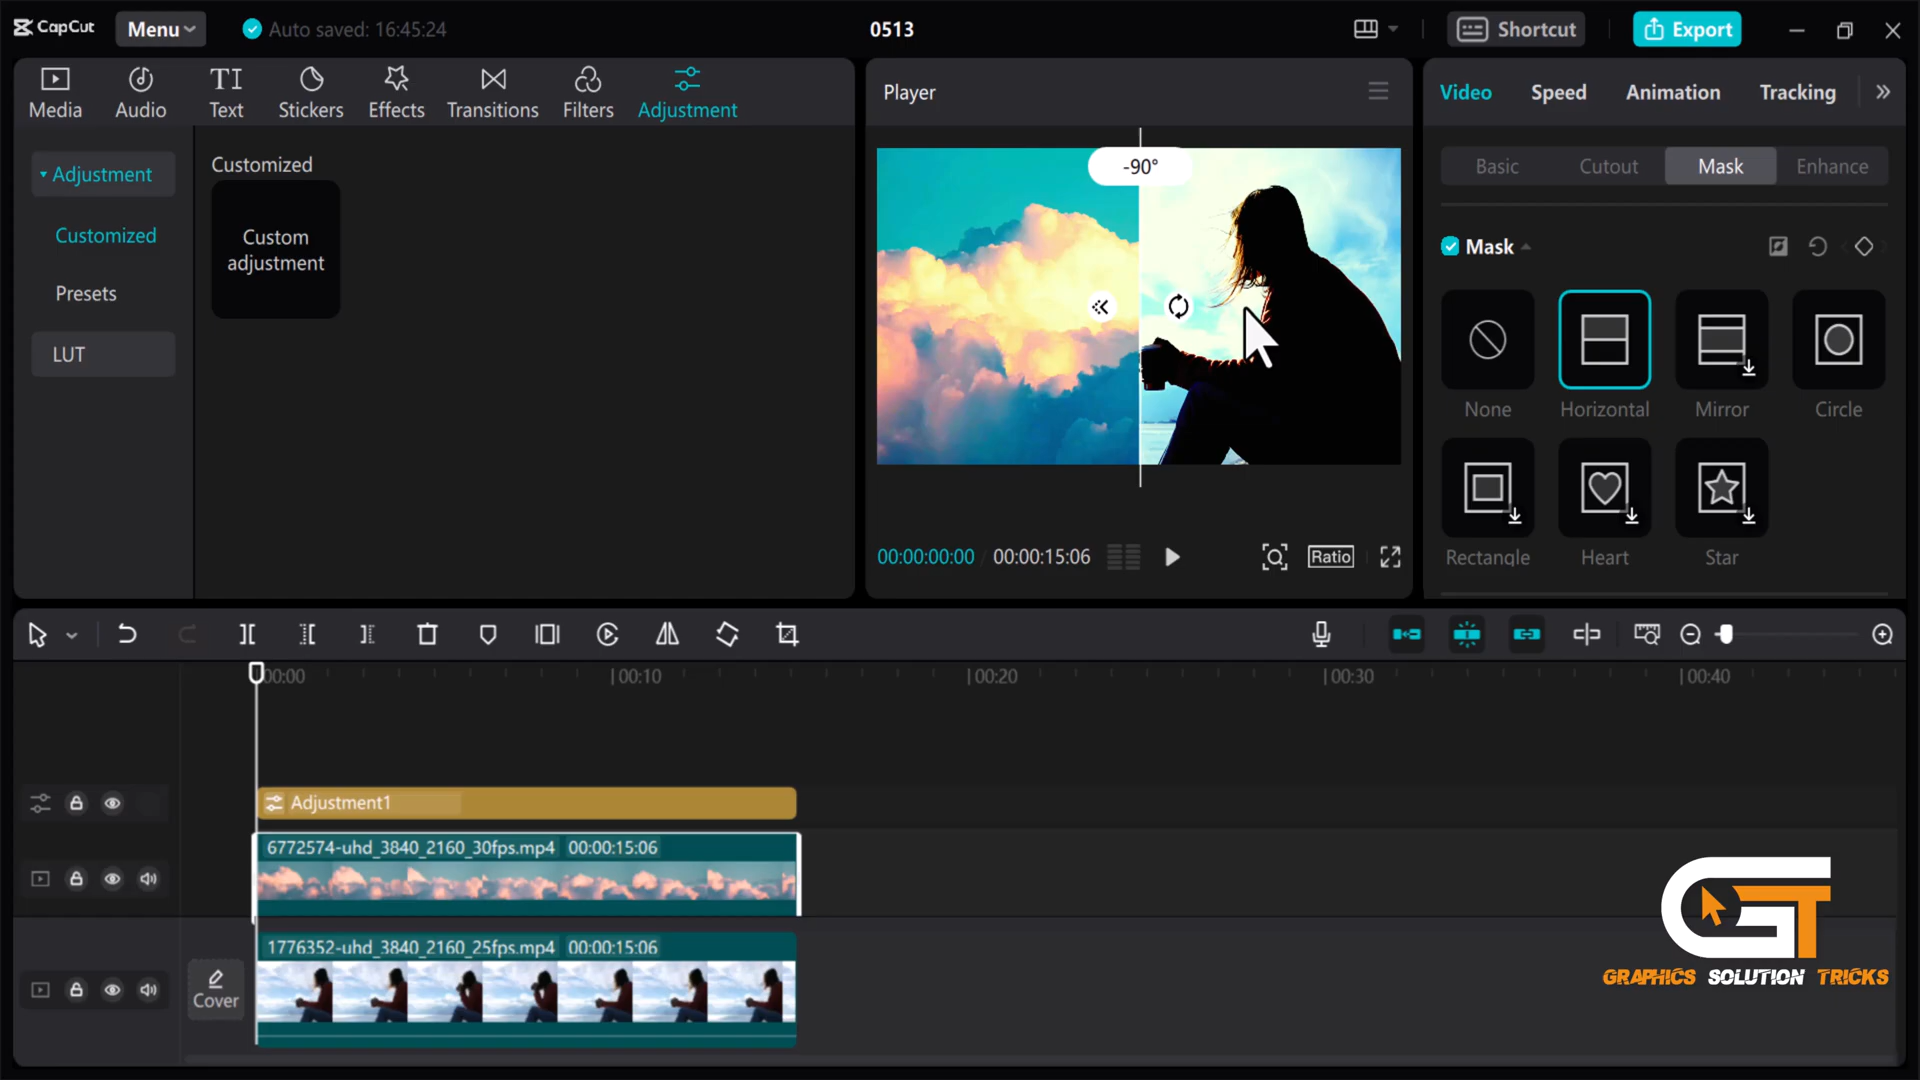 CapCut
Menu
Auto saved: 16:45:24
0513
Shortcut
Export
Media
Audio
Text
Stickers
Effects
Transitions
Filters
Adjustment
Adjustment
Customized
Presets
LUT
Customized
Custom
adjustment
Player
-90°
00:00:00:00 / 00:00:15:06
Ratio
Video
Speed
Animation
Tracking
Basic
Cutout
Mask
Enhance
Mask
None
Horizontal
Mirror
Circle
Rectangle
Heart
Star
00:00
00:10
00:20
00:30
00:40
Adjustment1
6772574-uhd_3840_2160_30fps.mp4 00:00:15:06
1776352-uhd_3840_2160_25fps.mp4 00:00:15:06
Cover
GT
GRAPHICS SOLUTION TRICKS